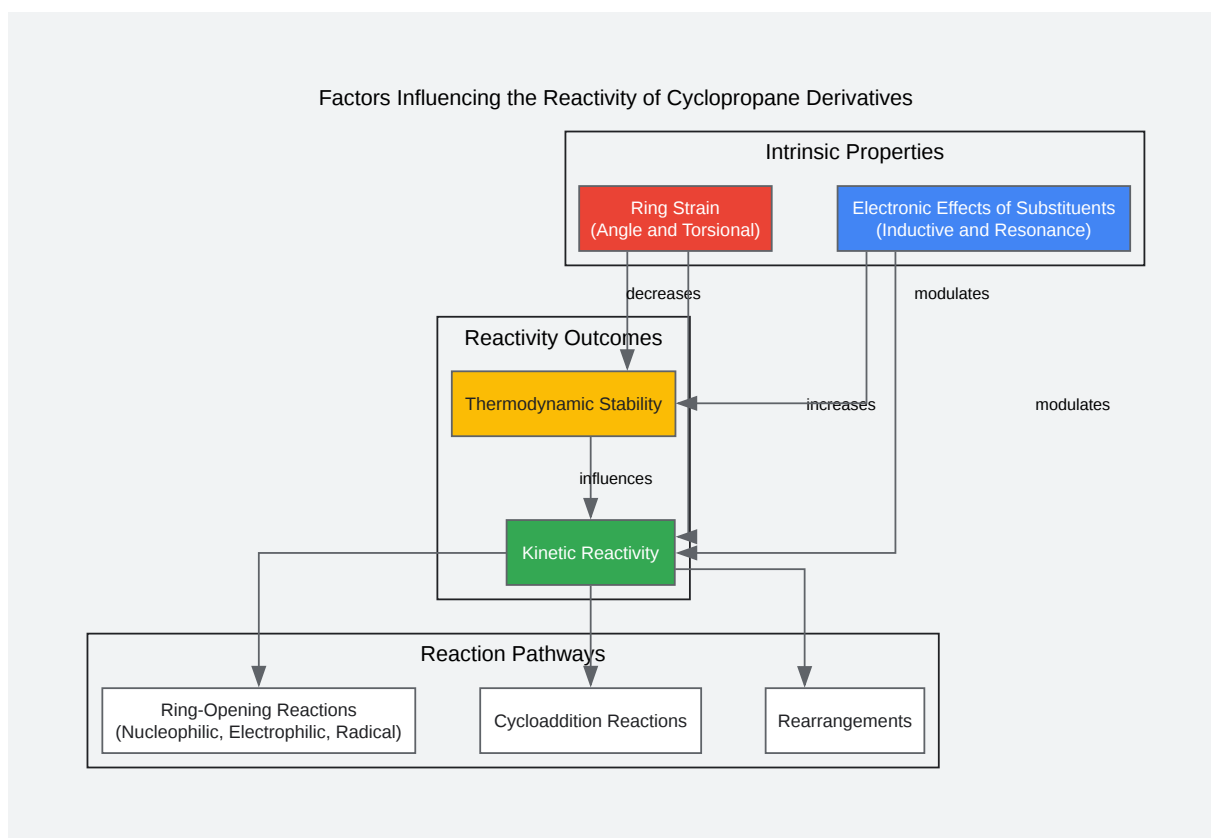 Factors Influencing the Reactivity of Cyclopropane Derivatives
Intrinsic Properties
Ring Strain
(Angle and Torsional)
Electronic Effects of Substituents
(Inductive and Resonance)
decreases
modulates
Reactivity Outcomes
Thermodynamic Stability
increases
modulates
influences
Kinetic Reactivity
Reaction Pathways
Ring-Opening Reactions
(Nucleophilic, Electrophilic, Radical)
Cycloaddition Reactions
Rearrangements